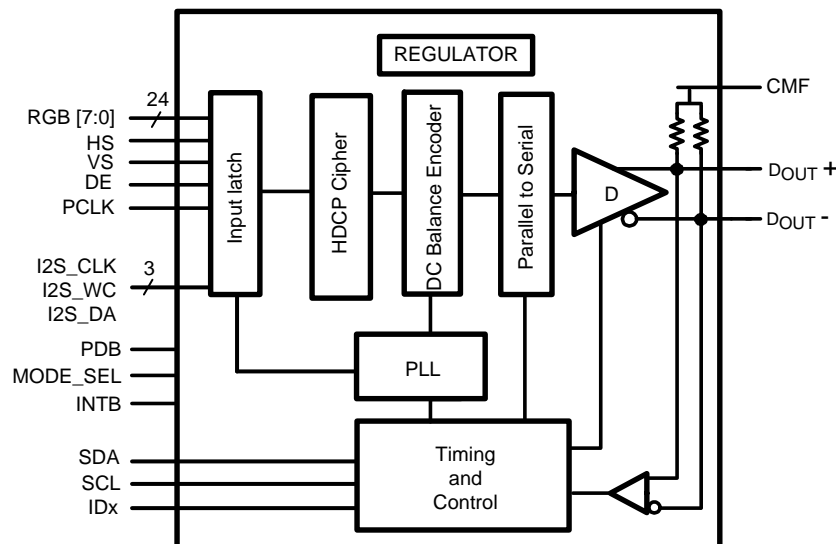 REGULATOR
CMF
RGB [7:0]
24
HS
VS
DE
PCLK
I2S_CLK
I2S_WC
I2S_DA
3
Input latch
HDCP Cipher
DC Balance Encoder
Parallel to Serial
D
DOUT +
DOUT -
PDB
MODE_SEL
INTB
PLL
SDA
SCL
IDx
Timing
and
Control